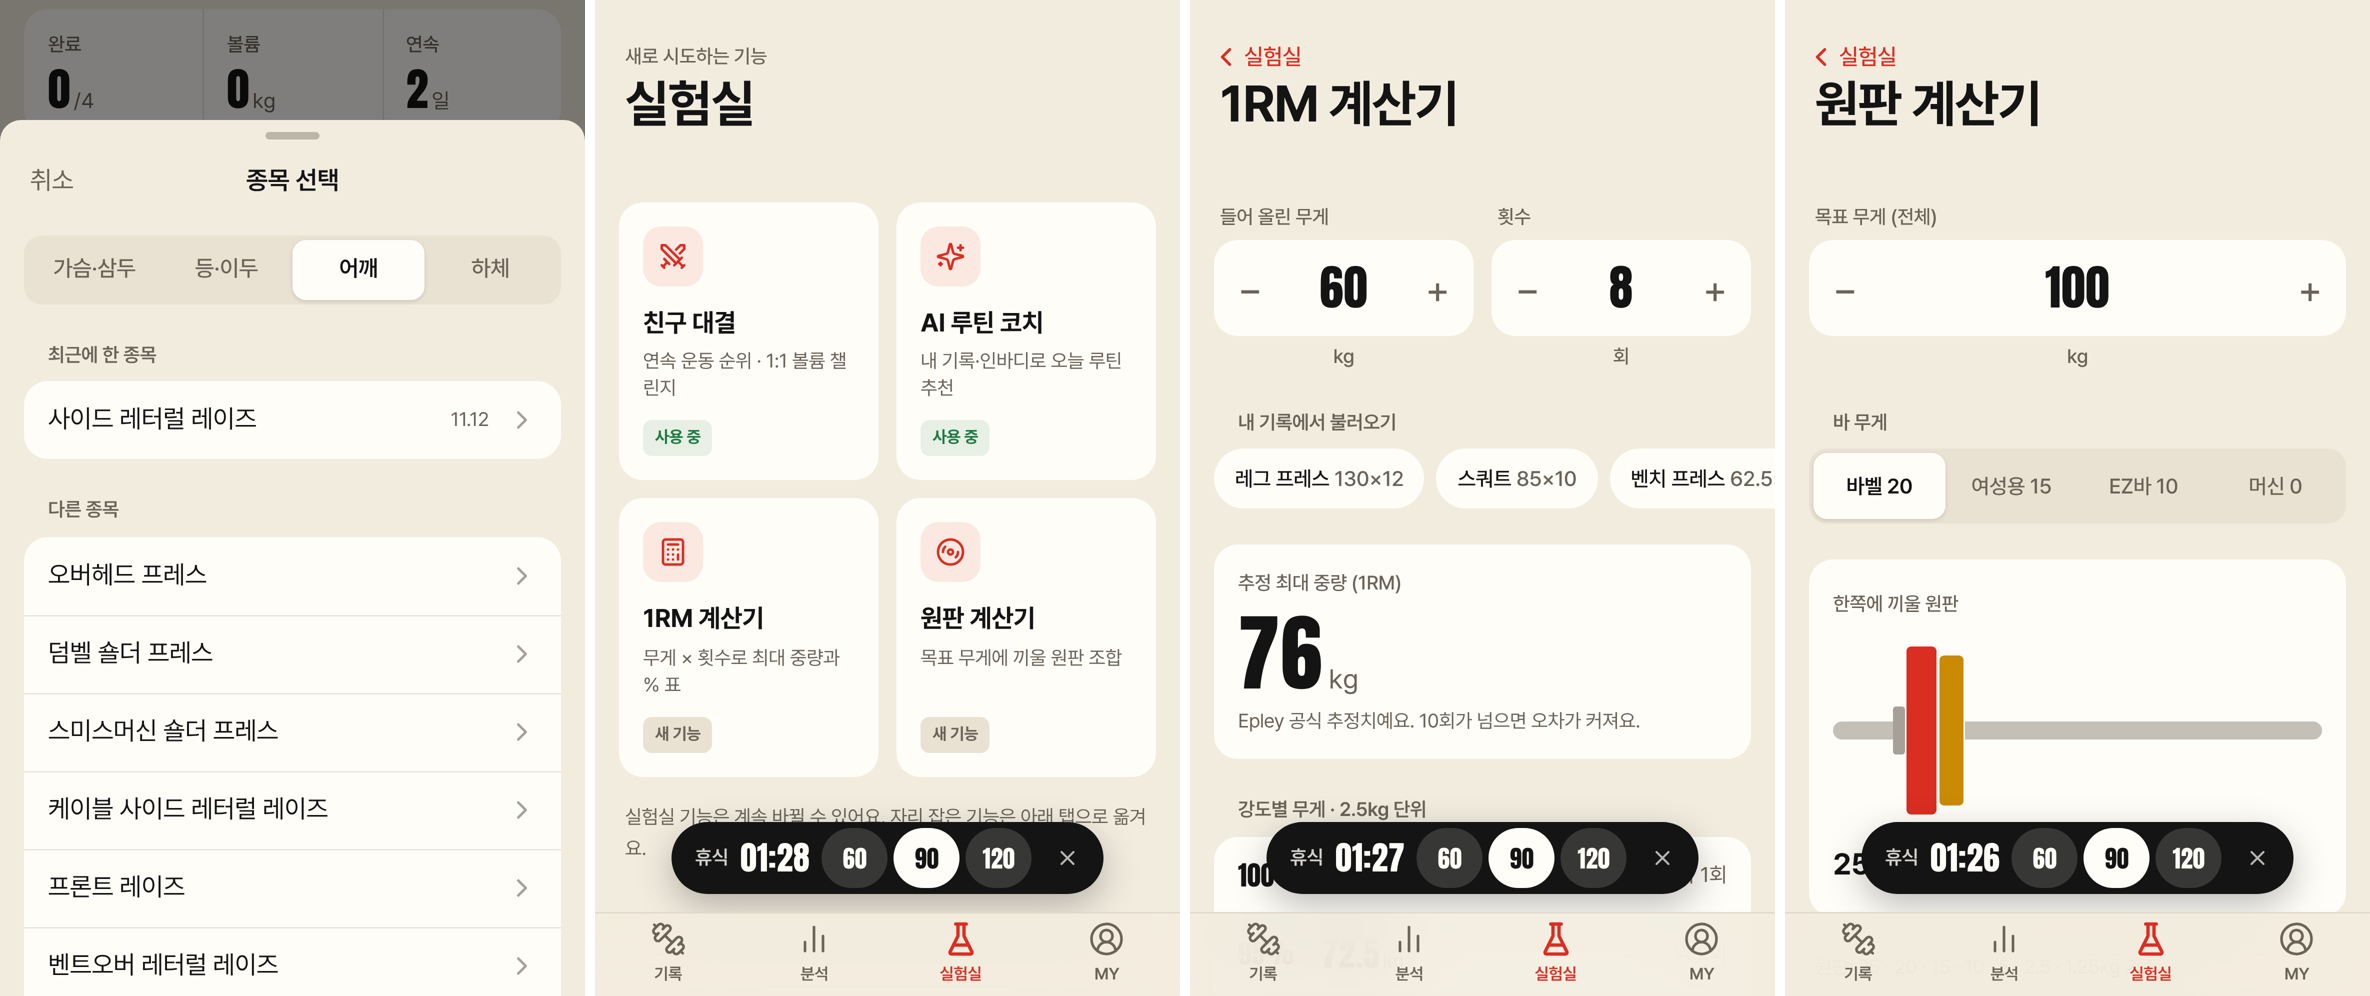 완료
0/4
볼륨
0kg
연속
2일
취소
종목 선택
가슴·삼두
등·이두
어깨
하체
최근에 한 종목
사이드 레터럴 레이즈 11.12
다른 종목
오버헤드 프레스
덤벨 숄더 프레스
스미스머신 숄더 프레스
케이블 사이드 레터럴 레이즈
프론트 레이즈
벤트오버 레터럴 레이즈
새로 시도하는 기능
실험실
친구 대결
연속 운동 순위 · 1:1 볼륨 챌
린지
사용 중
AI 루틴 코치
내 기록·인바디로 오늘 루틴
추천
사용 중
1RM 계산기
무게 × 횟수로 최대 중량과
% 표
새 기능
원판 계산기
목표 무게에 끼울 원판 조합
새 기능
실험실 기능은 계속 바뀔 수 있어요. 자리 잡은 기능은 아래 탭으로 옮겨
요.
휴식 01:28 60 90 120
기록
분석
실험실
MY
실험실
1RM 계산기
들어 올린 무게
60
kg
횟수
8
회
내 기록에서 불러오기
레그 프레스 130×12
스쿼트 85×10
벤치 프레스 62.5
추정 최대 중량 (1RM)
76 kg
Epley 공식 추정치예요. 10회가 넘으면 오차가 커져요.
강도별 무게 · 2.5kg 단위
100
1회
휴식 01:27 60 90 120
72.5
기록
분석
실험실
MY
실험실
원판 계산기
목표 무게 (전체)
100
kg
바 무게
바벨 20
여성용 15
EZ바 10
머신 0
한쪽에 끼울 원판
25
휴식 01:26 60 90 120
기록
분석
실험실
MY